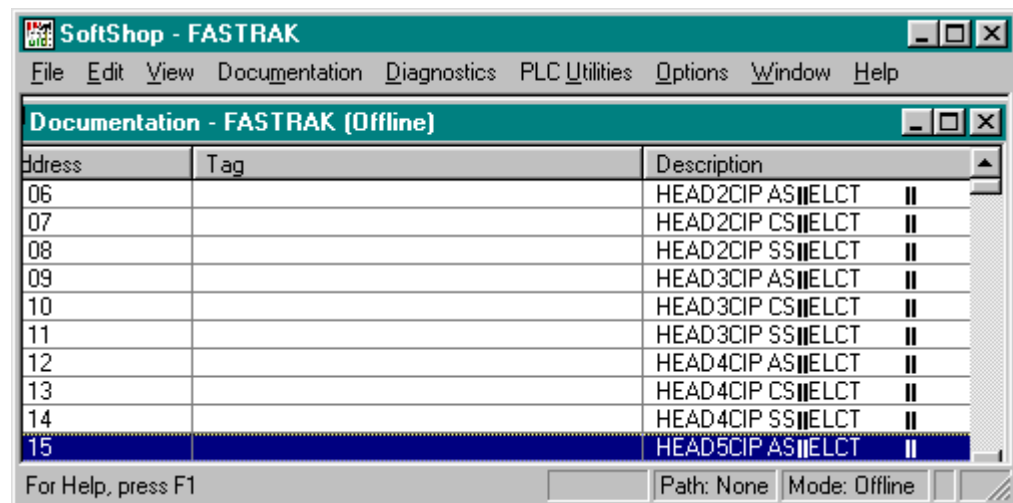 SoftShop - FASTRAK
File Edit View Documentation Diagnostics PLC Utilities Options Window Help
Documentation - FASTRAK (Offline)
ddress Tag Description
06 HEAD2CIP AS||ELCT ||
07 HEAD2CIP CS||ELCT ||
08 HEAD2CIP SS||ELCT ||
09 HEAD3CIP AS||ELCT ||
10 HEAD3CIP CS||ELCT ||
11 HEAD3CIP SS||ELCT ||
12 HEAD4CIP AS||ELCT ||
13 HEAD4CIP CS||ELCT ||
14 HEAD4CIP SS||ELCT ||
15 HEAD5CIP AS||ELCT ||
For Help, press F1 Path: None Mode: Offline